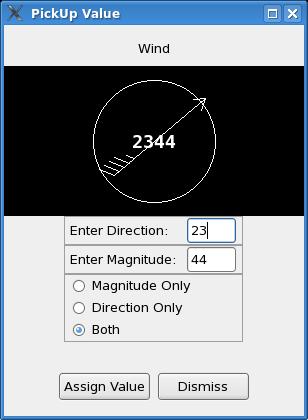 PickUp Value
Wind
2344
Enter Direction: 23
Enter Magnitude: 44
Magnitude Only
Direction Only
Both
Assign Value Dismiss